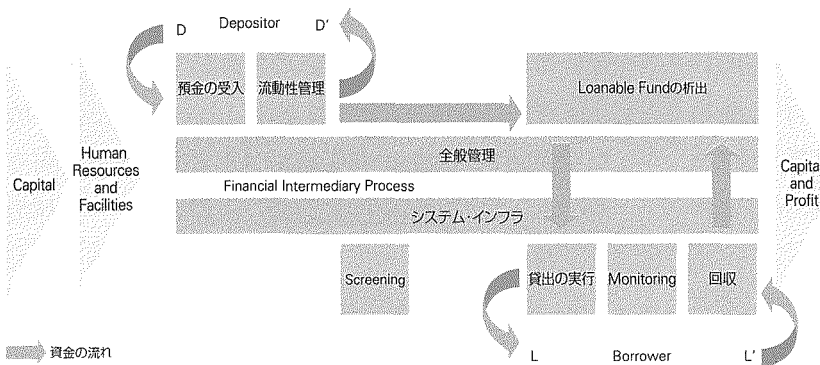 D Depositor D'
預金の受入 流動性管理 Loanable Fundの析出
全般管理
Capital
Human
Resources
and
Facilities
Financial Intermediary Process
Capital
and
Profit
システム・インフラ
Screening 貸出の実行 Monitoring 回収
資金の流れ
L Borrower L'